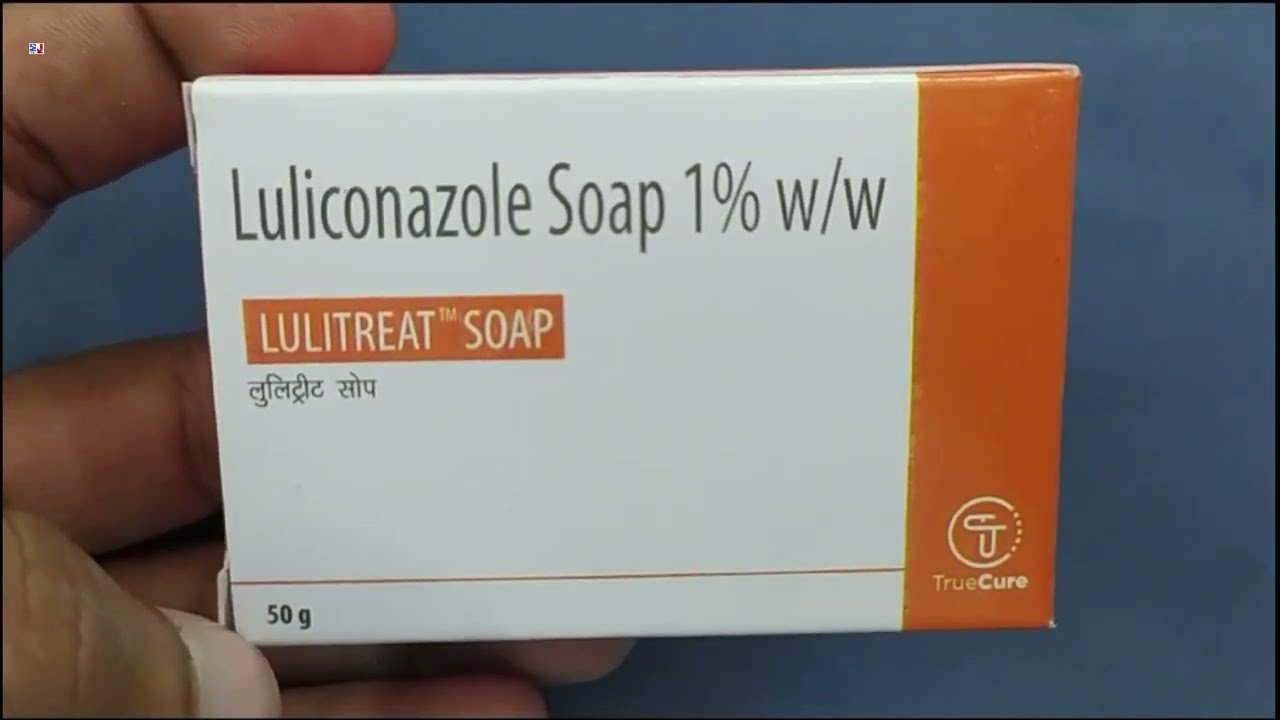 Luliconazole Soap 1% w/w
LULITREAT™ SOAP
लुलिट्रीट सोप
50 g
TrueCure